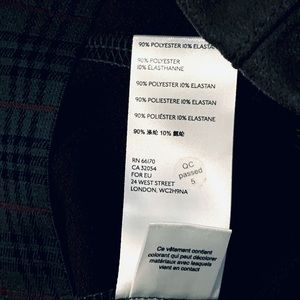 90% POLYESTER 10% ELASTAN
90% POLYESTER
10% ELASTHANNE
90% POLYESTER 10% ELASTAN
90% POLIESTERE 10% ELASTAN
90% POLIÉSTER 10% ELASTANE
90% 涤纶 10% 氨纶
RN 66170
CA 32054
FOR EU
24 WEST STREET
LONDON, WC2H9NA
QC
passed
5
Ce vêtement contient
colorant qui peut décolorer
matériaux avec lesquels
vient en contact